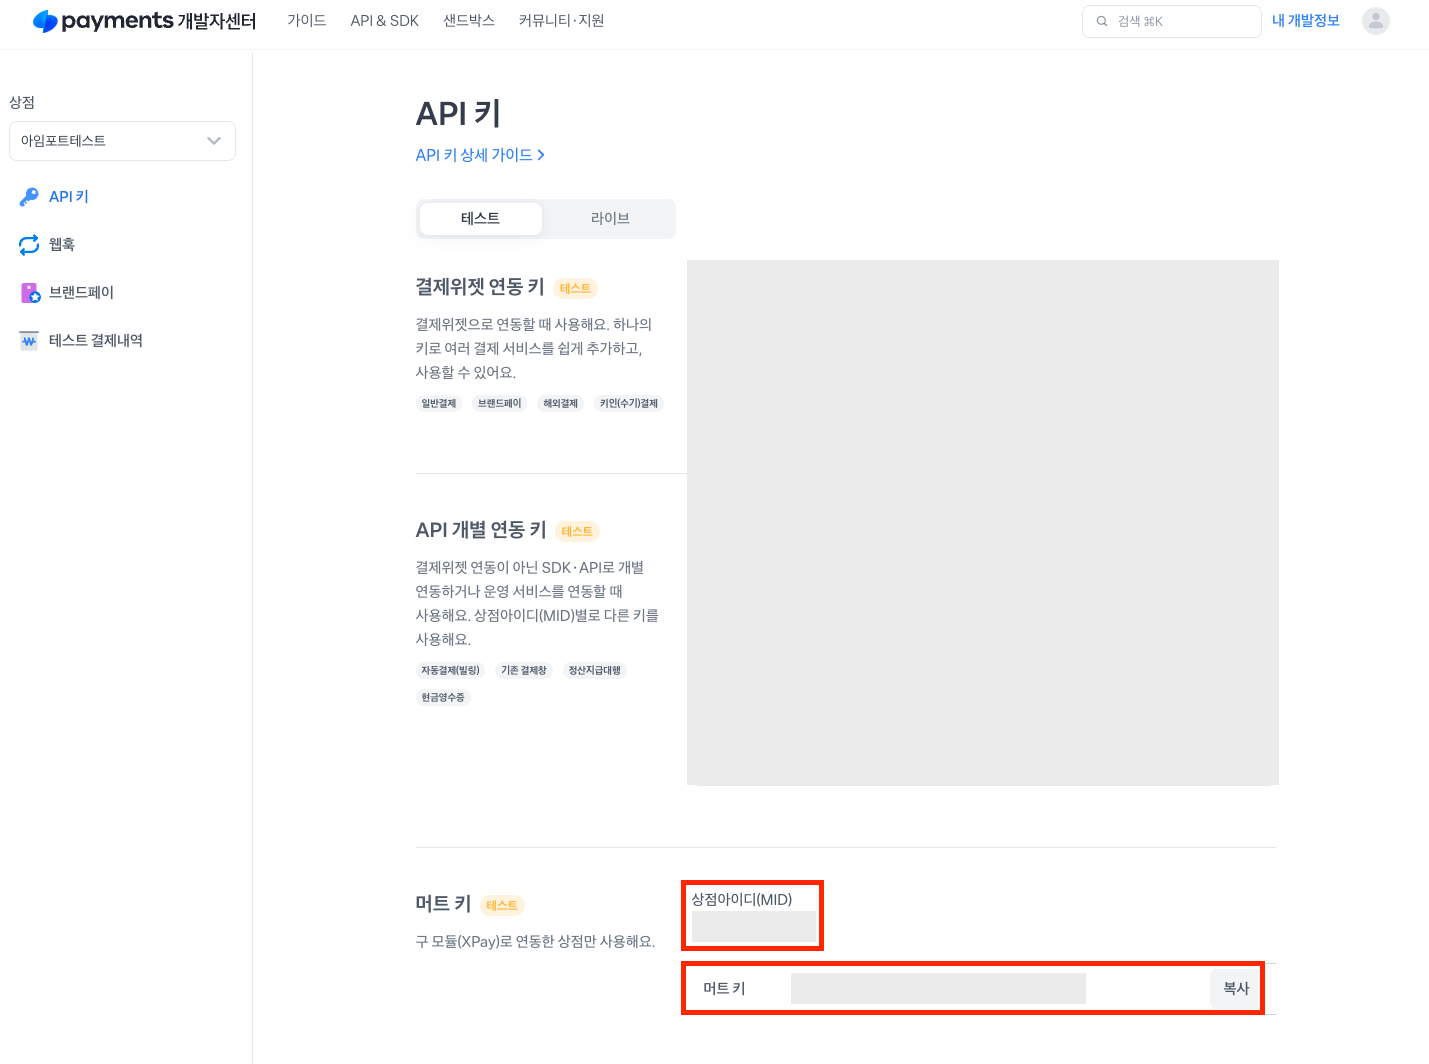 payments 개발자센터
가이드
API & SDK
샌드박스
커뮤니티·지원
검색 ⌘K
내 개발정보
상점
아임포트테스트
API 키
웹훅
브랜드페이
테스트 결제내역
API 키
API 키 상세 가이드
테스트
라이브
결제위젯 연동 키 테스트
결제위젯으로 연동할 때 사용해요. 하나의
키로 여러 결제 서비스를 쉽게 추가하고,
사용할 수 있어요.
일반결제 브랜드페이 해외결제 키인(수기)결제
API 개별 연동 키 테스트
결제위젯 연동이 아닌 SDK·API로 개별
연동하거나 운영 서비스를 연동할 때
사용해요. 상점아이디(MID)별로 다른 키를
사용해요.
자동결제(빌링) 기존 결제창 정산지급대행
현금영수증
머트 키 테스트
구 모듈(XPay)로 연동한 상점만 사용해요.
상점아이디(MID)
머트 키
복사